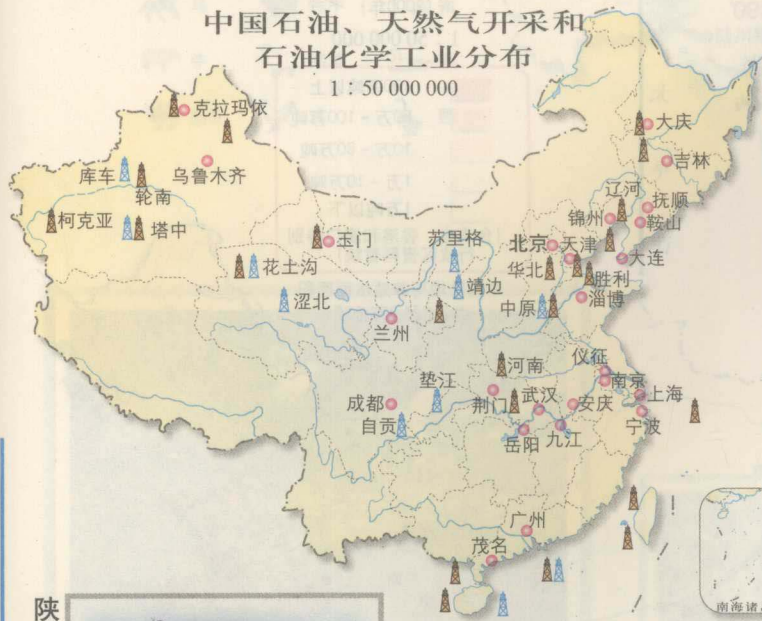 中国石油、天然气开采和
石油化学工业分布
1：50 000 000
克拉玛依
大庆
吉林
库车
轮南
乌鲁木齐
辽河
抚顺
锦州
鞍山
柯克亚
塔中
玉门
苏里格
北京
天津
大连
花土沟
华北
胜利
靖边
涩北
中原
淄博
兰州
河南
仪征
南京
垫江
成都
荆门
武汉
安庆
上海
自贡
岳阳
九江
宁波
广州
茂名
陕
南海诸